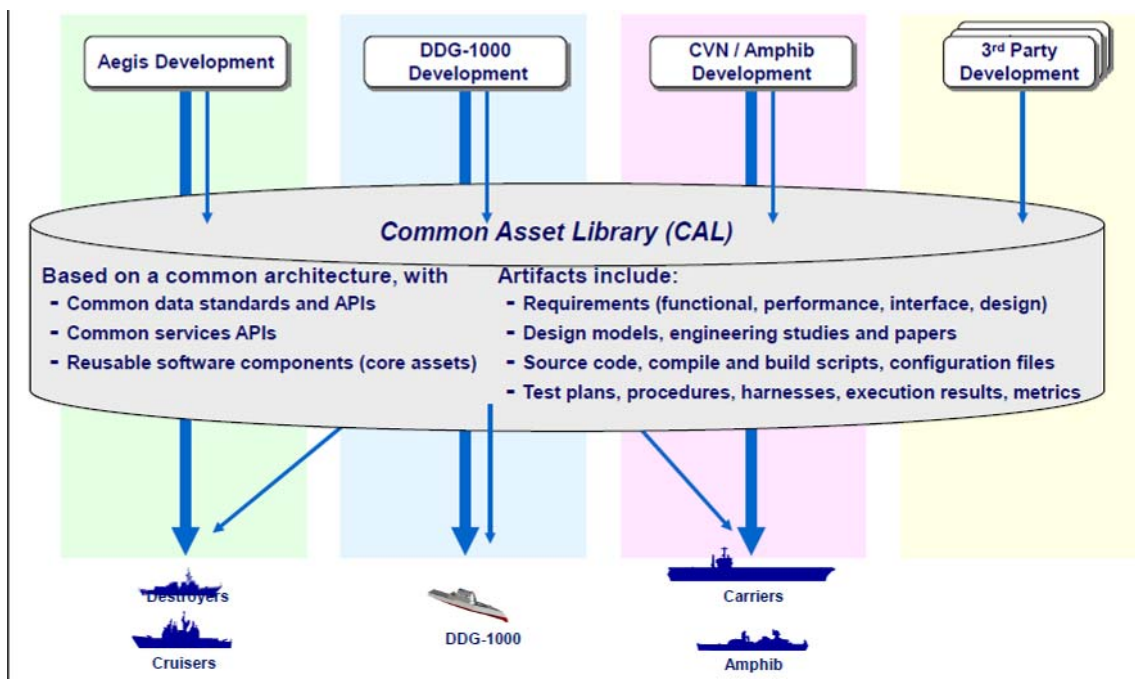 Aegis Development
DDG-1000
Development
CVN / Amphib
Development
3rd Party
Development
Common Asset Library (CAL)
Based on a common architecture, with
- Common data standards and APIs
- Common services APIs
- Reusable software components (core assets)
Artifacts include:
- Requirements (functional, performance, interface, design)
- Design models, engineering studies and papers
- Source code, compile and build scripts, configuration files
- Test plans, procedures, harnesses, execution results, metrics
Destroyers
Cruisers
DDG-1000
Carriers
Amphib